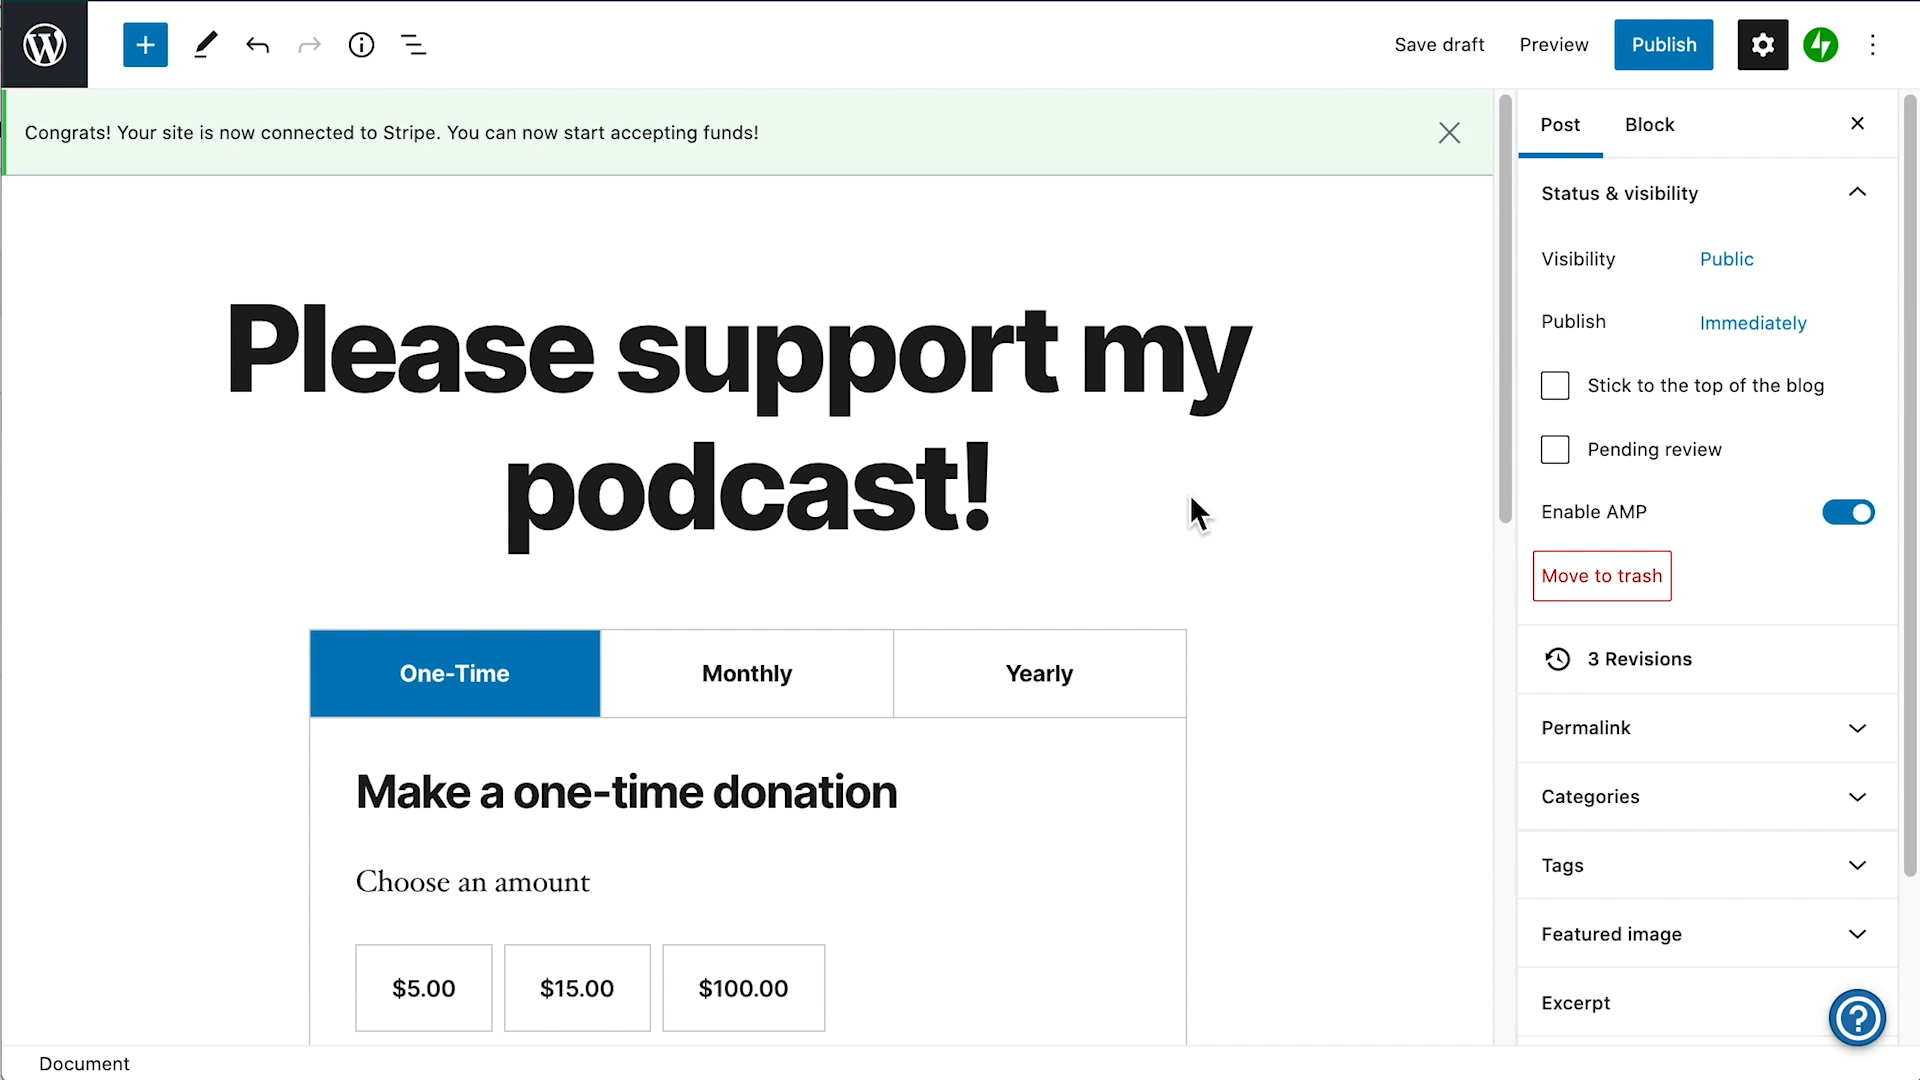 Save draft
Preview
Publish
Congrats! Your site is now connected to Stripe. You can now start accepting funds!
Post
Block
Status & visibility
Visibility
Public
Publish
Immediately
Stick to the top of the blog
Pending review
Enable AMP
Move to trash
3 Revisions
Permalink
Categories
Tags
Featured image
Excerpt
Please support my
podcast!
One-Time
Monthly
Yearly
Make a one-time donation
Choose an amount
$5.00
$15.00
$100.00
Document